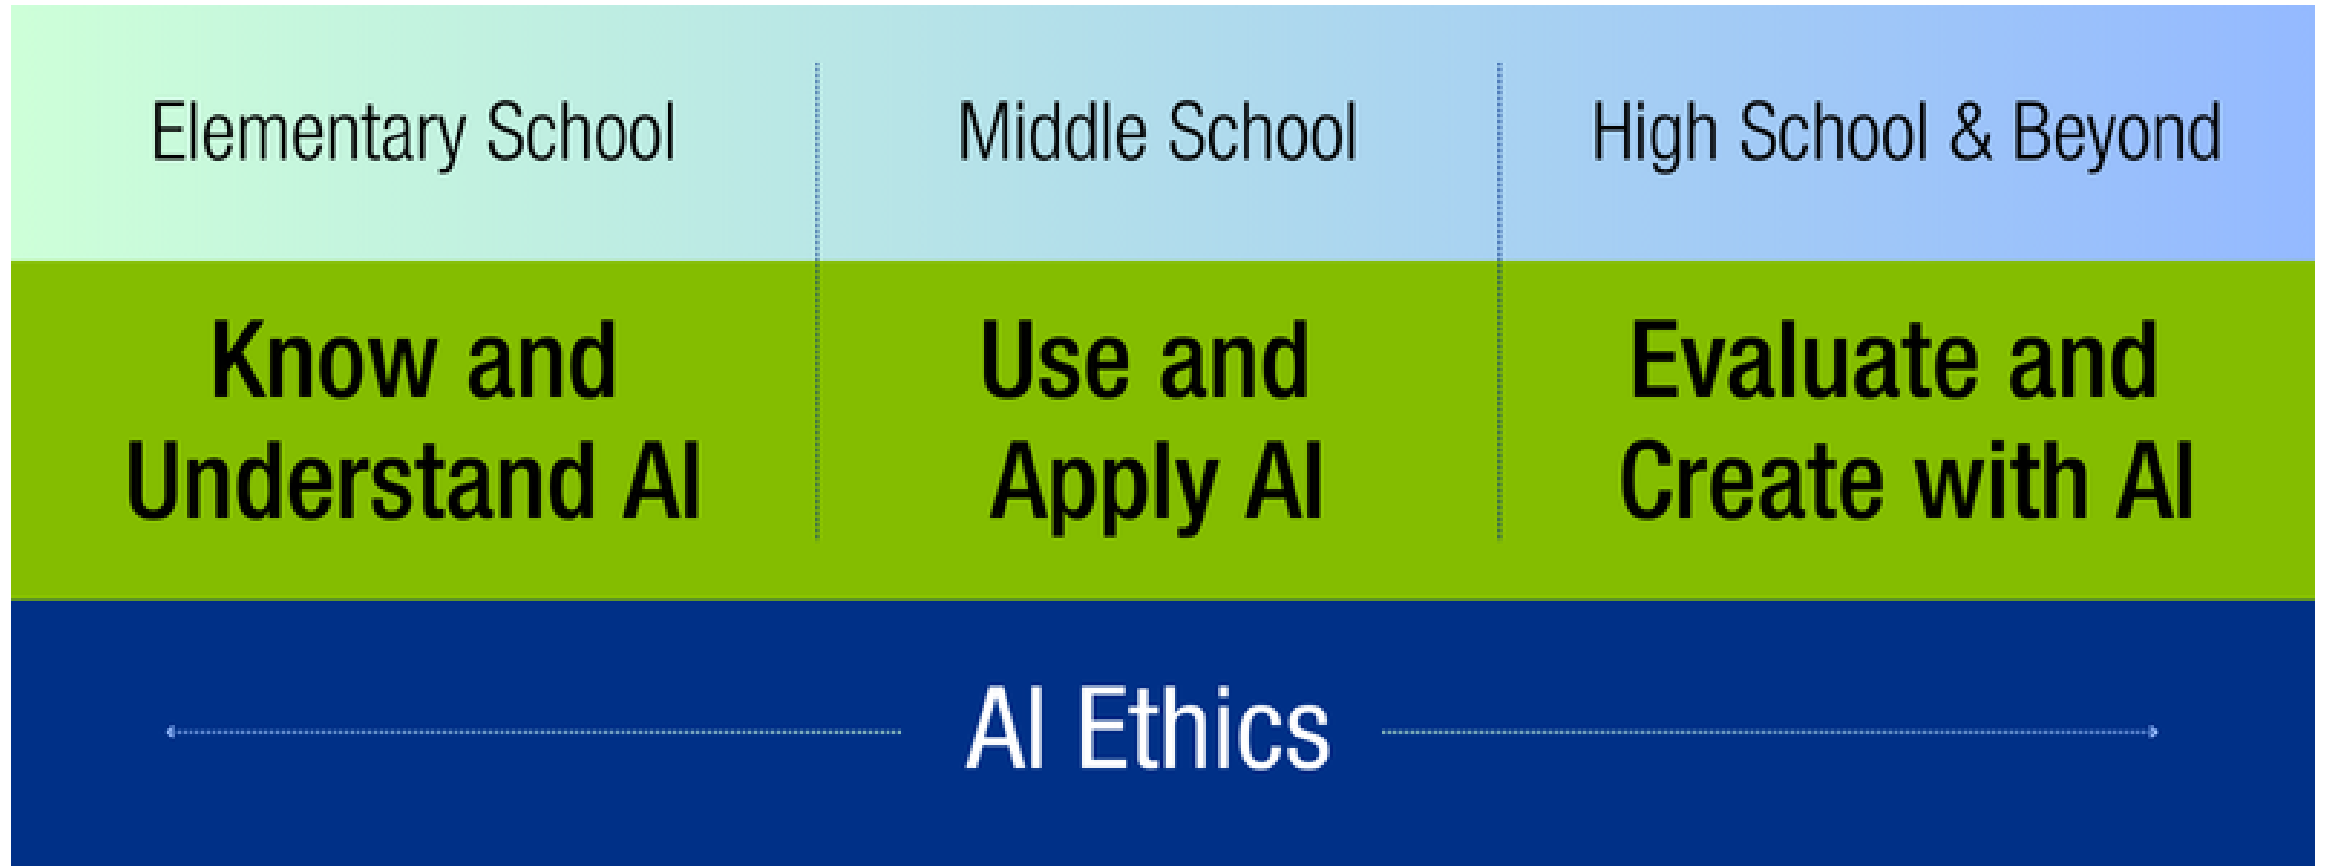 Elementary School
Middle School
High School & Beyond
Know and
Understand AI
Use and
Apply AI
Evaluate and
Create with AI
AI Ethics